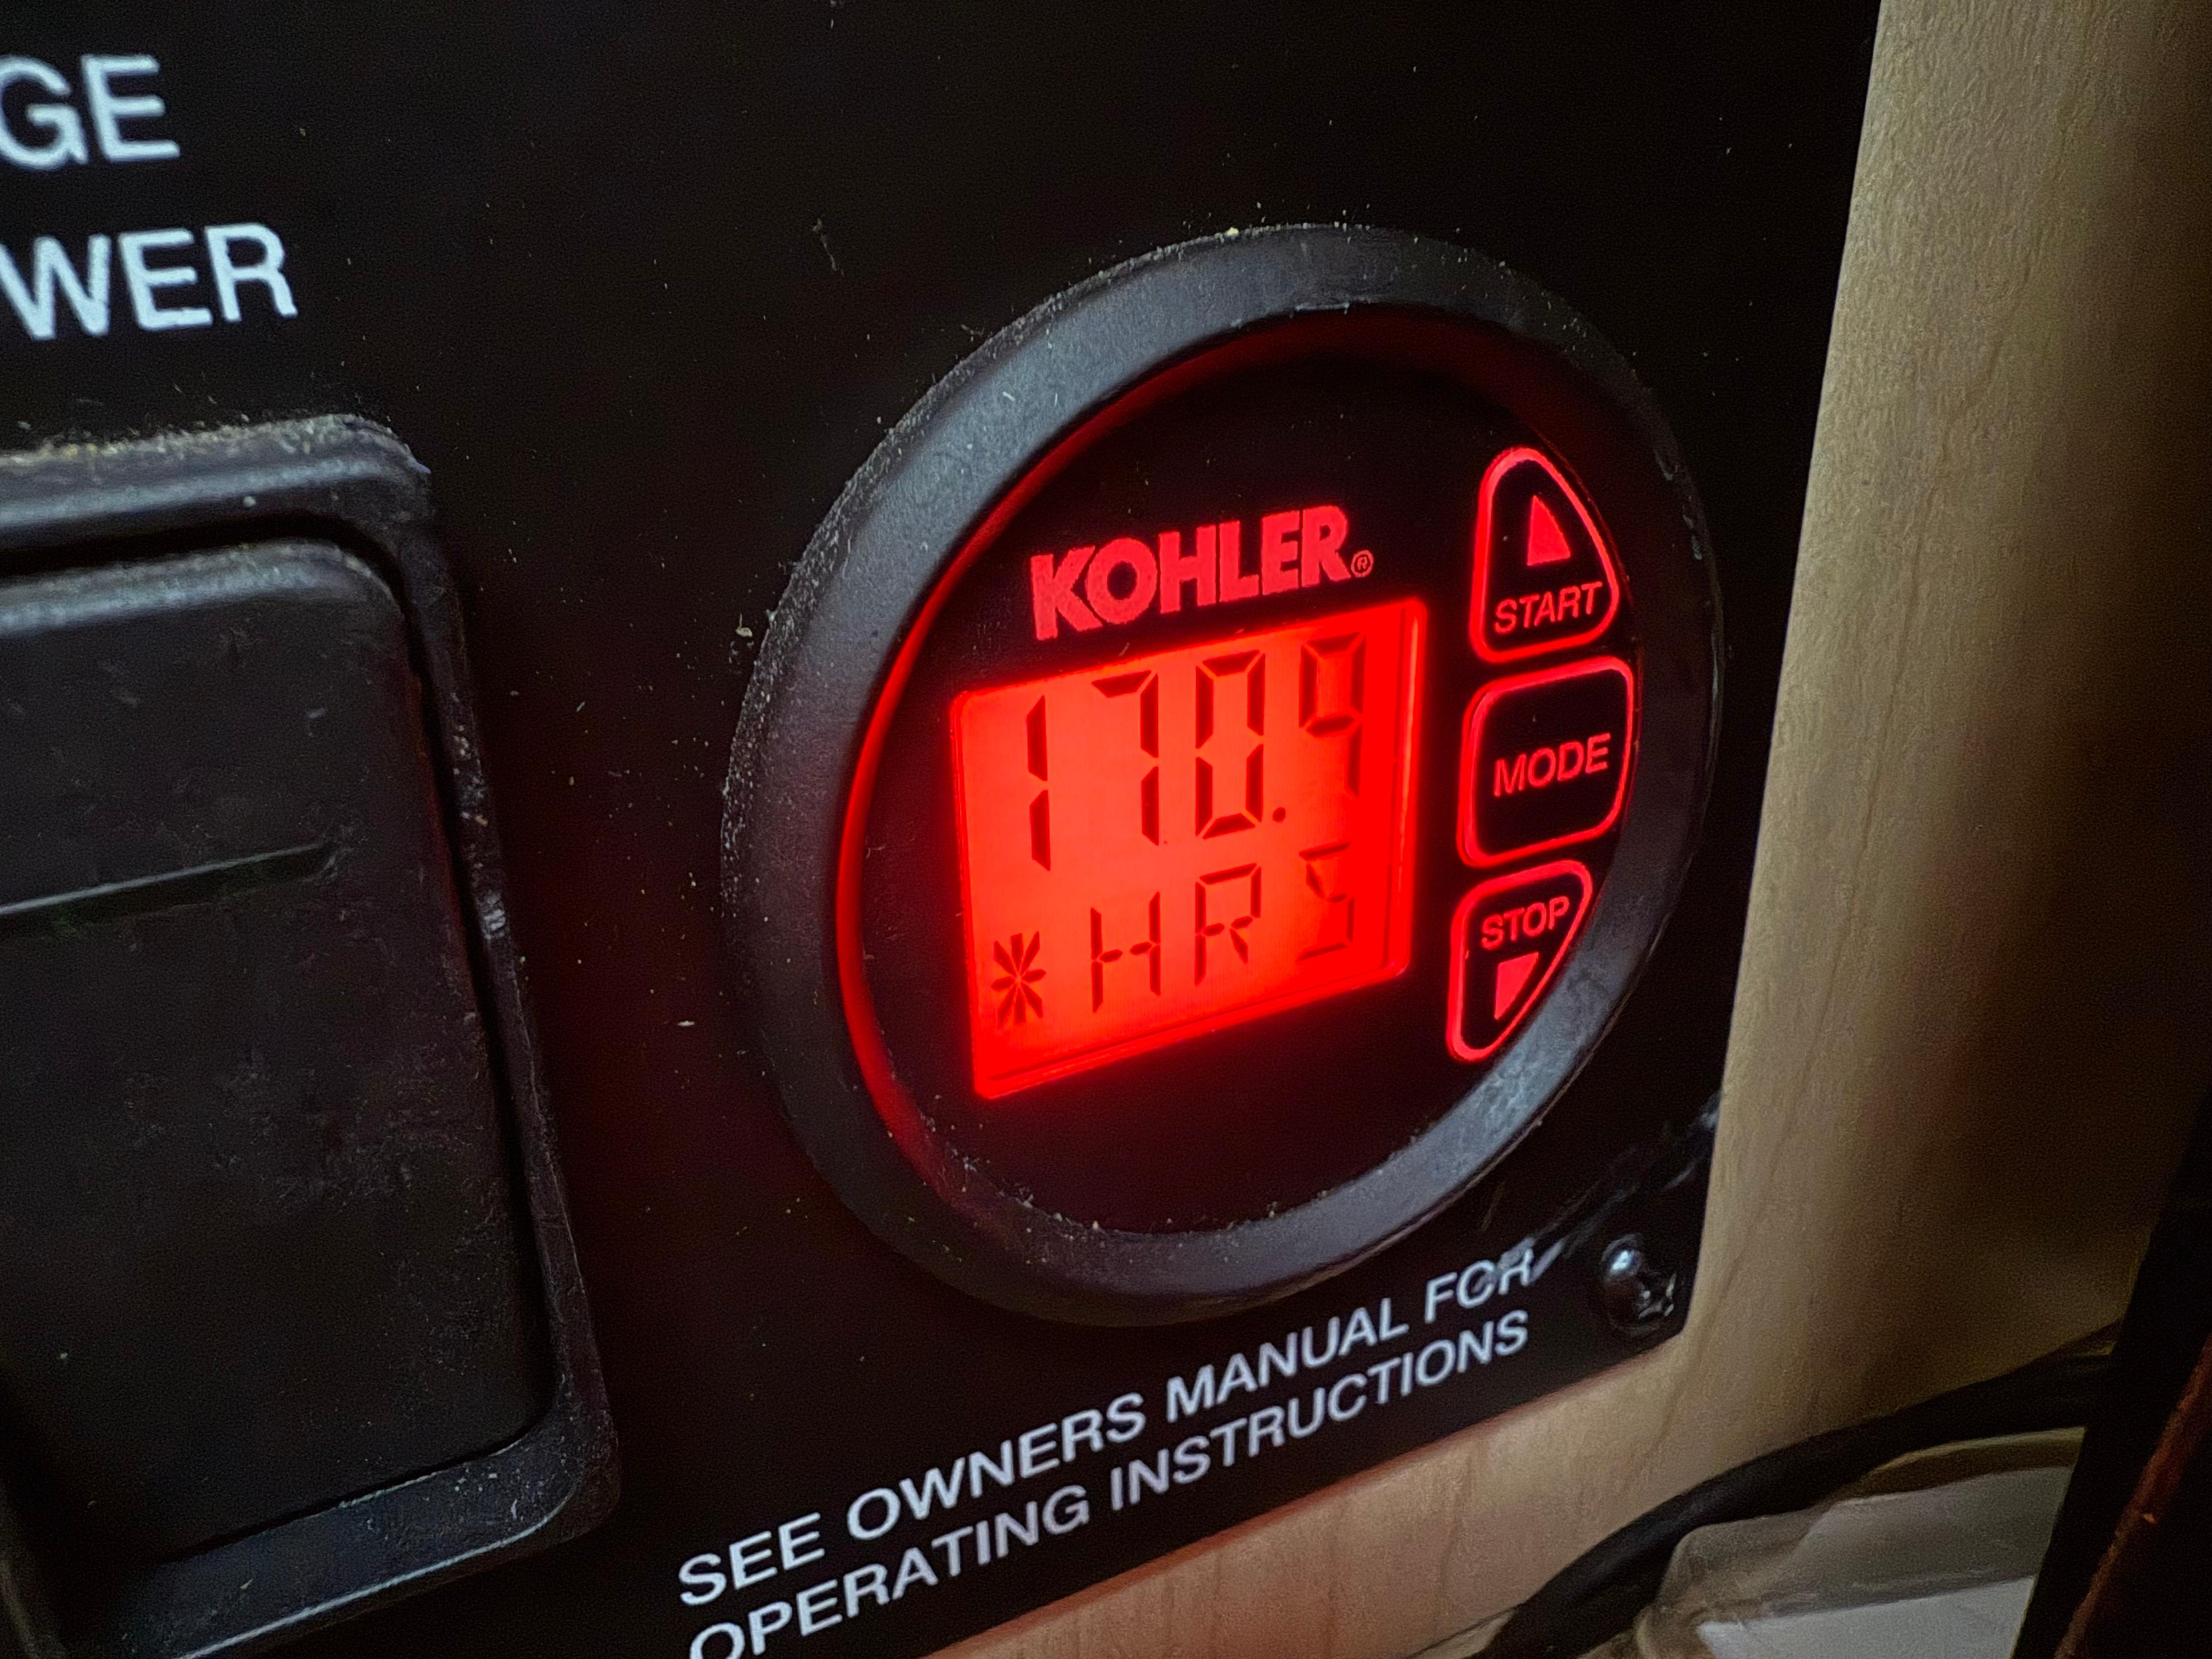 GE
WER
KOHLER®
START
170.9
MODE
*HRS
STOP
SEE OWNERS MANUAL FOR
OPERATING INSTRUCTIONS